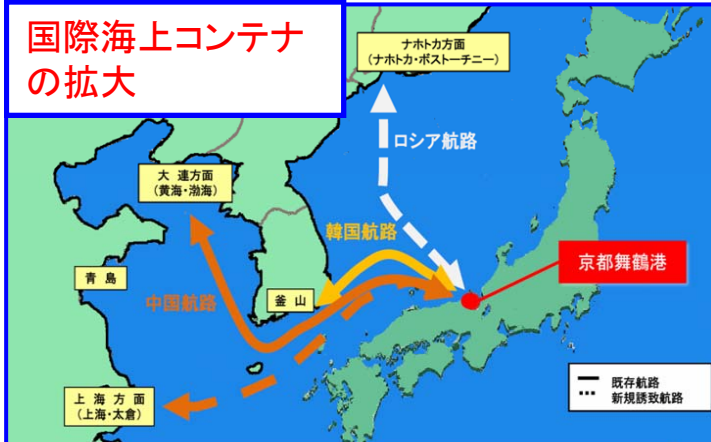 国際海上コンテナ
の拡大
ナホトカ方面
(ナホトカ・ボストーチニー)
ロシア航路
大連方面
(黄海・渤海)
韓国航路
京都舞鶴港
青島
釜山
中国航路
上海方面
(上海・太倉)
既存航路
新規誘致航路